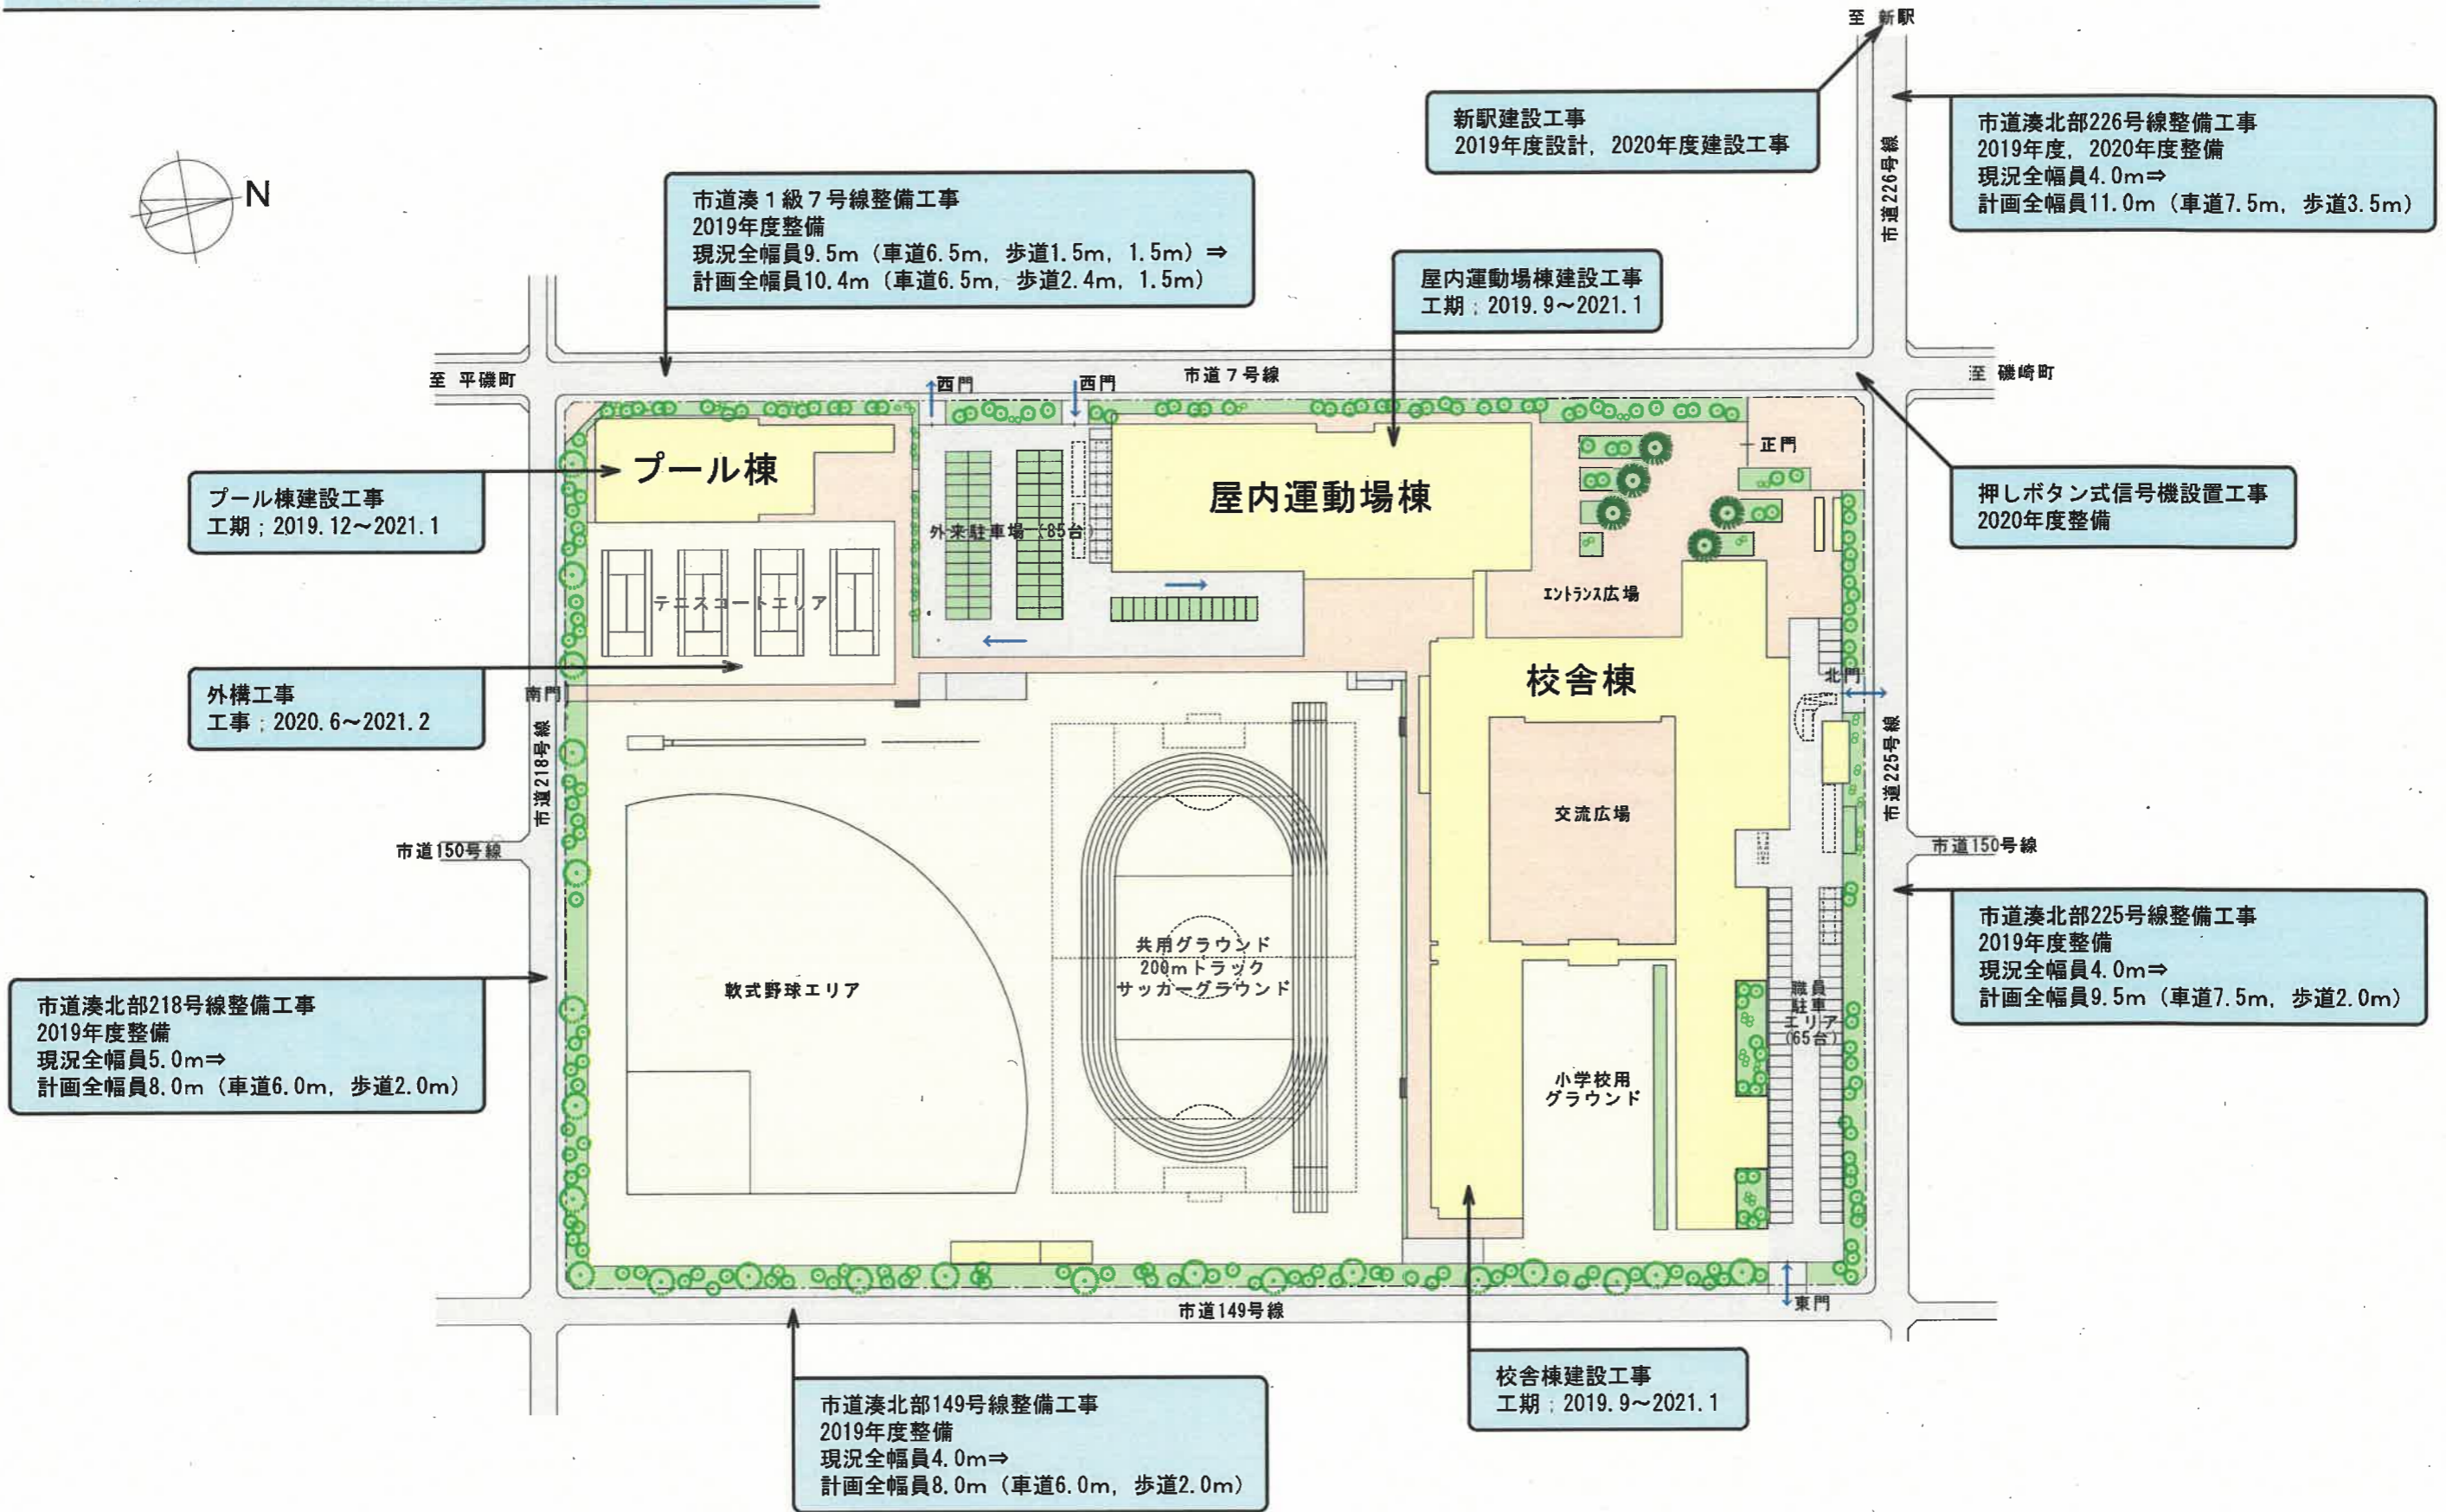 至 新駅
新駅建設工事
2019年度設計，2020年度建設工事
市道湊北部226号線整備工事
2019年度，2020年度整備
現況全幅員4.0m⇒
計画全幅員11.0m（車道7.5m，歩道3.5m）
市道226号線
N
市道湊１級７号線整備工事
2019年度整備
現況全幅員9.5m（車道6.5m，歩道1.5m，1.5m）⇒
計画全幅員10.4m（車道6.5m，歩道2.4m，1.5m）
屋内運動場棟建設工事
工期；2019.9～2021.1
至 平磯町
西門
西門
市道７号線
至 磯崎町
プール棟
屋内運動場棟
正門
プール棟建設工事
工期；2019.12～2021.1
外来駐車場（85台）
押しボタン式信号機設置工事
2020年度整備
テニスコートエリア
エントランス広場
外構工事
工事；2020.6～2021.2
南門
校舎棟
北門
市道218号線
市道225号線
交流広場
市道150号線
市道150号線
市道湊北部225号線整備工事
2019年度整備
現況全幅員4.0m⇒
計画全幅員9.5m（車道7.5m，歩道2.0m）
共用グラウンド
200mトラック
サッカーグラウンド
軟式野球エリア
職員
駐車
エリア
(65台)
市道湊北部218号線整備工事
2019年度整備
現況全幅員5.0m⇒
計画全幅員8.0m（車道6.0m，歩道2.0m）
小学校用
グラウンド
市道149号線
東門
校舎棟建設工事
工期；2019.9～2021.1
市道湊北部149号線整備工事
2019年度整備
現況全幅員4.0m⇒
計画全幅員8.0m（車道6.0m，歩道2.0m）